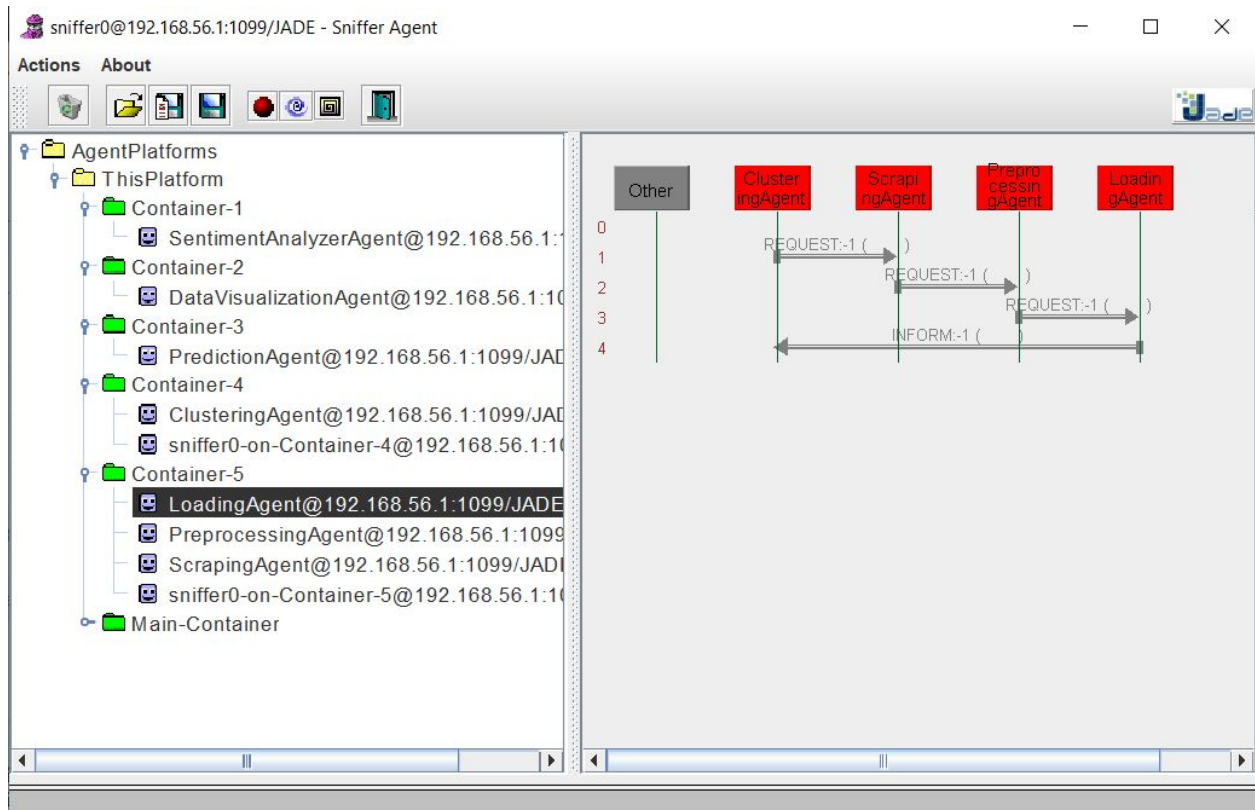 sniffer0@192.168.56.1:1099/JADE - Sniffer Agent
Actions About
Jade
AgentPlatforms
ThisPlatform
Container-1
SentimentAnalyzerAgent@192.168.56.1:1
Container-2
DataVisualizationAgent@192.168.56.1:10
Container-3
PredictionAgent@192.168.56.1:1099/JAD
Container-4
ClusteringAgent@192.168.56.1:1099/JAD
sniffer0-on-Container-4@192.168.56.1:10
Container-5
LoadingAgent@192.168.56.1:1099/JADE
PreprocessingAgent@192.168.56.1:1099
ScrapingAgent@192.168.56.1:1099/JADE
sniffer0-on-Container-5@192.168.56.1:10
Main-Container
Other
Cluster
ingAgent
Scrapi
ngAgent
Prepro
cessin
gAgent
Loadin
gAgent
0
REQUEST:-1 ( )
1
REQUEST:-1 ( )
2
REQUEST:-1 ( )
3
INFORM:-1 ( )
4